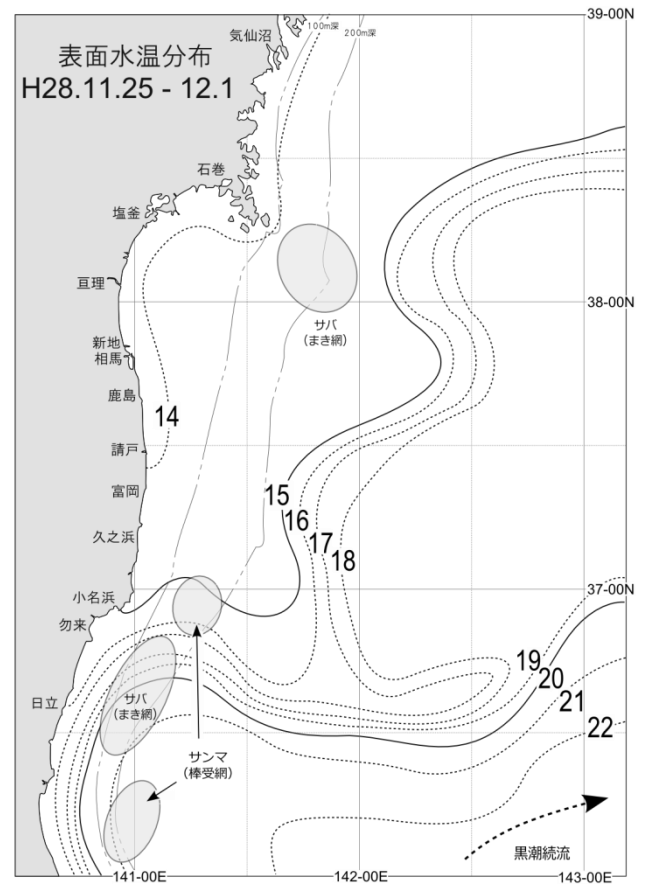 39-00N
気仙沼
100m深
200m深
表面水温分布
H28.11.25 - 12.1
石巻
塩釜
亘理
サバ
(まき網)
38-00N
新地
相馬
鹿島
14
請戸
富岡
15
16
17
18
久之浜
小名浜
37-00N
勿来
日立
サバ
(まき網)
19
20
21
22
サンマ
(棒受網)
黒潮続流
141-00E
142-00E
143-00E